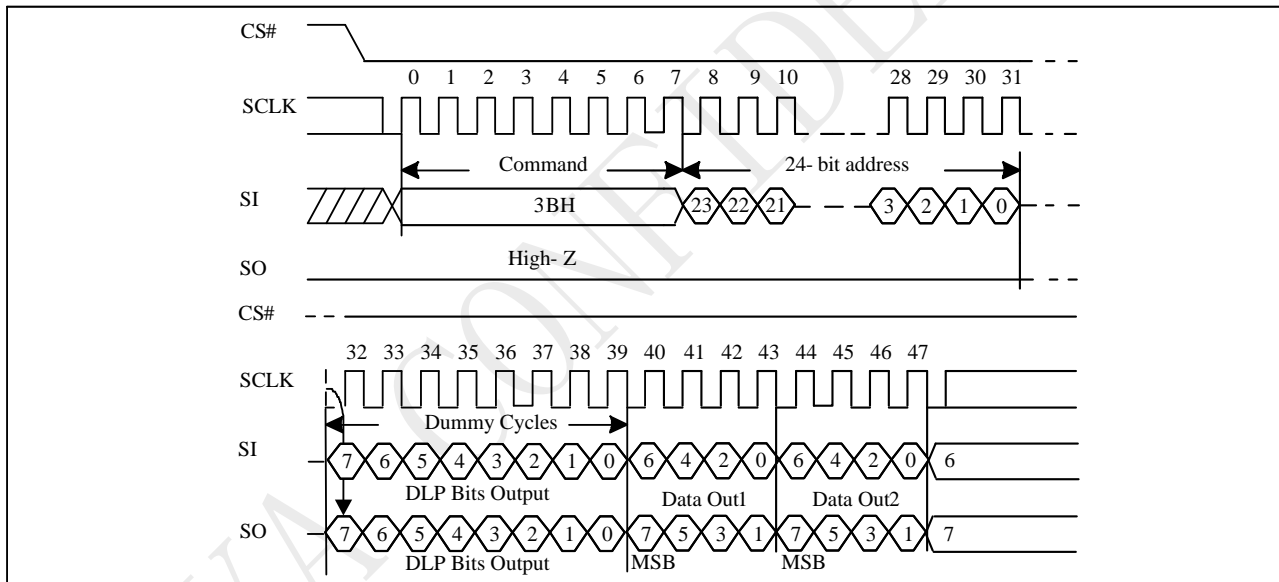 CS#
0 1 2 3 4 5 6 7 8 9 10 28 29 30 31
SCLK
Command 24- bit address
SI 3BH 23 22 21 3 2 1 0
High- Z
SO
CS#
32 33 34 35 36 37 38 39 40 41 42 43 44 45 46 47
SCLK
Dummy Cycles
SI 7 6 5 4 3 2 1 0 6 4 2 0 6 4 2 0 6
DLP Bits Output Data Out1 Data Out2
SO 7 6 5 4 3 2 1 0 7 5 3 1 7 5 3 1 7
DLP Bits Output MSB MSB